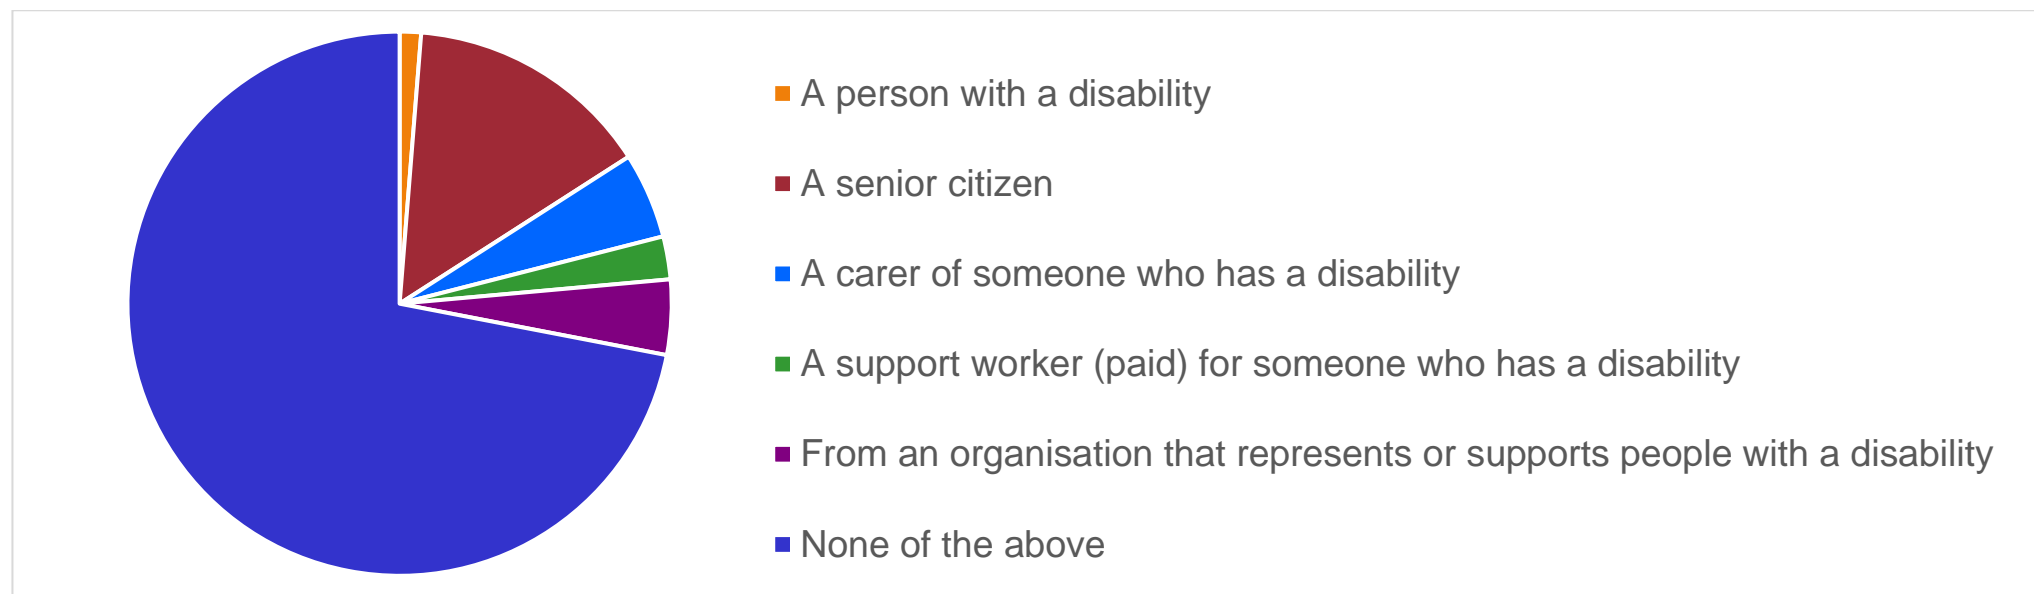 A person with a disability
A senior citizen
A carer of someone who has a disability
A support worker (paid) for someone who has a disability
From an organisation that represents or supports people with a disability
None of the above